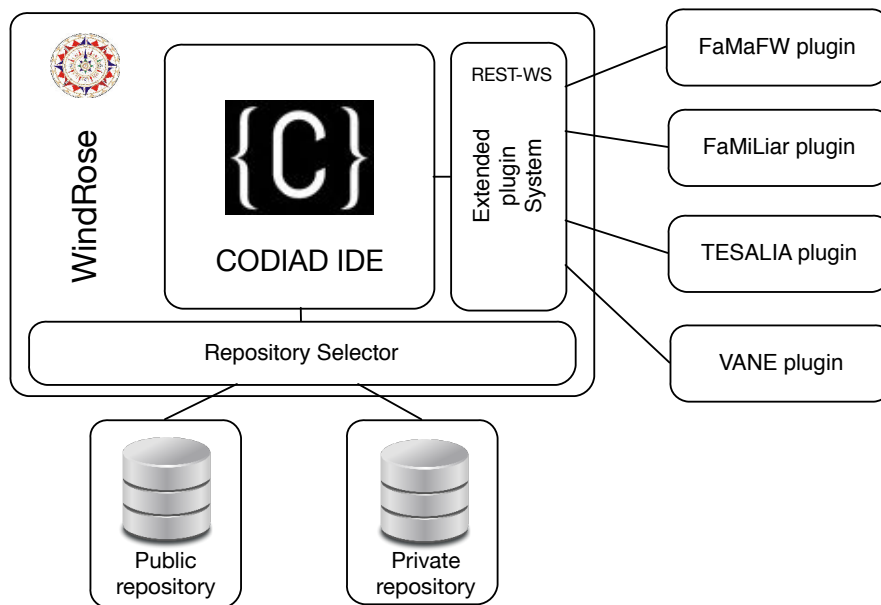 WindRose
{C}
CODIAD IDE
REST-WS
Extended
plugin
System
Repository Selector
FaMaFW plugin
FaMiLiar plugin
TESALIA plugin
VANE plugin
Public
repository
Private
repository